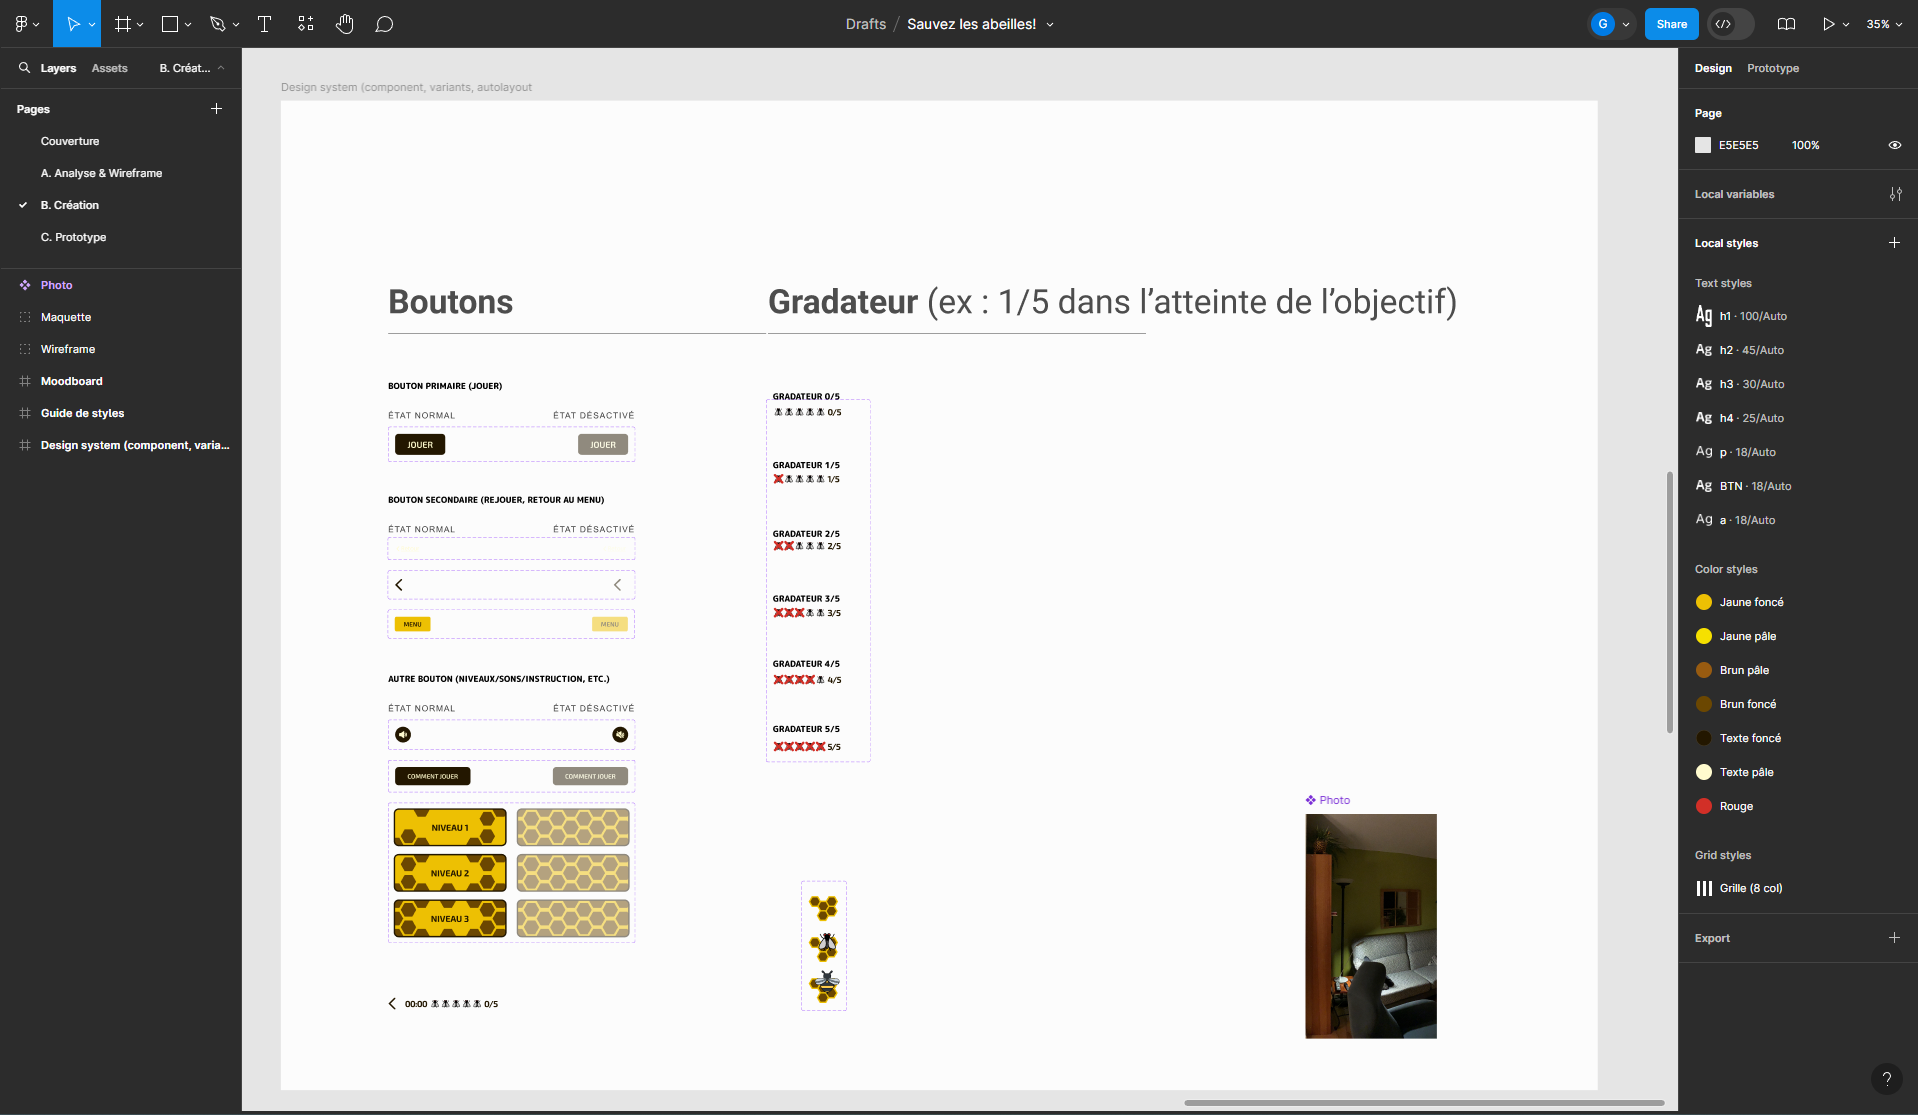 Drafts / Sauvez les abeilles!
G
Share
35%
Layers
Assets
B. Créat...
Pages
Couverture
A. Analyse & Wireframe
B. Création
C. Prototype
Photo
Maquette
Wireframe
Moodboard
Guide de styles
Design system (component, varia...
Design system (component, variants, autolayout
Boutons
Gradateur (ex : 1/5 dans l’atteinte de l’objectif)
BOUTON PRIMAIRE (JOUER)
ÉTAT NORMAL
ÉTAT DÉSACTIVÉ
JOUER
JOUER
BOUTON SECONDAIRE (REJOUER, RETOUR AU MENU)
ÉTAT NORMAL
ÉTAT DÉSACTIVÉ
MENU
MENU
AUTRE BOUTON (NIVEAUX/SONS/INSTRUCTION, ETC.)
ÉTAT NORMAL
ÉTAT DÉSACTIVÉ
COMMENT JOUER
COMMENT JOUER
NIVEAU 1
NIVEAU 2
NIVEAU 3
00:00
0/5
GRADATEUR 0/5
0/5
GRADATEUR 1/5
1/5
GRADATEUR 2/5
2/5
GRADATEUR 3/5
3/5
GRADATEUR 4/5
4/5
GRADATEUR 5/5
5/5
Photo
Design
Prototype
Page
E5E5E5
100%
Local variables
Local styles
Text styles
Ag h1 · 100/Auto
Ag h2 · 45/Auto
Ag h3 · 30/Auto
Ag h4 · 25/Auto
Ag p · 18/Auto
Ag BTN · 18/Auto
Ag a · 18/Auto
Color styles
Jaune foncé
Jaune pâle
Brun pâle
Brun foncé
Texte foncé
Texte pâle
Rouge
Grid styles
Grille (8 col)
Export
?